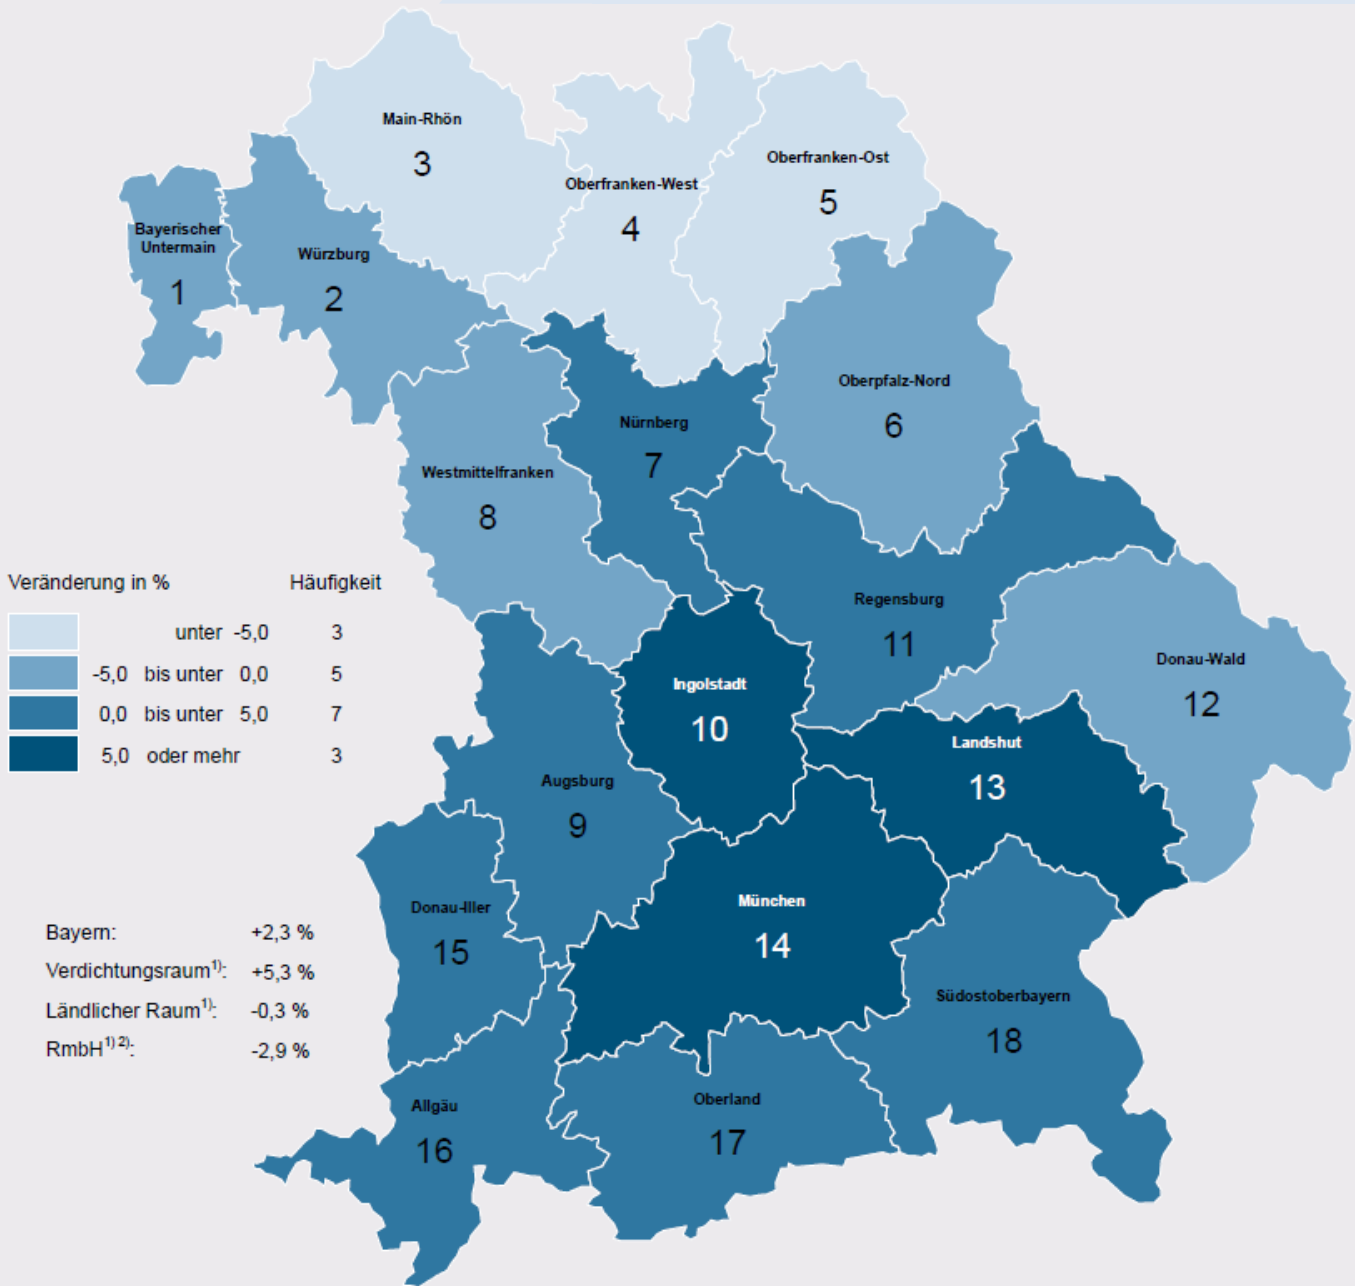 Main-Rhön
3
Oberfranken-West
4
Oberfranken-Ost
5
Bayerischer
Untermain
1
Würzburg
2
Oberpfalz-Nord
6
Nürnberg
7
Westmittelfranken
8
Regensburg
11
Donau-Wald
12
Ingolstadt
10
Landshut
13
Augsburg
9
München
14
Donau-Iller
15
Südostoberbayern
18
Allgäu
16
Oberland
17
Veränderung in % Häufigkeit
unter -5,0 3
-5,0 bis unter 0,0 5
0,0 bis unter 5,0 7
5,0 oder mehr 3
Bayern: +2,3 %
Verdichtungsraum¹⁾: +5,3 %
Ländlicher Raum¹⁾: -0,3 %
RmbH¹⁾ ²⁾: -2,9 %